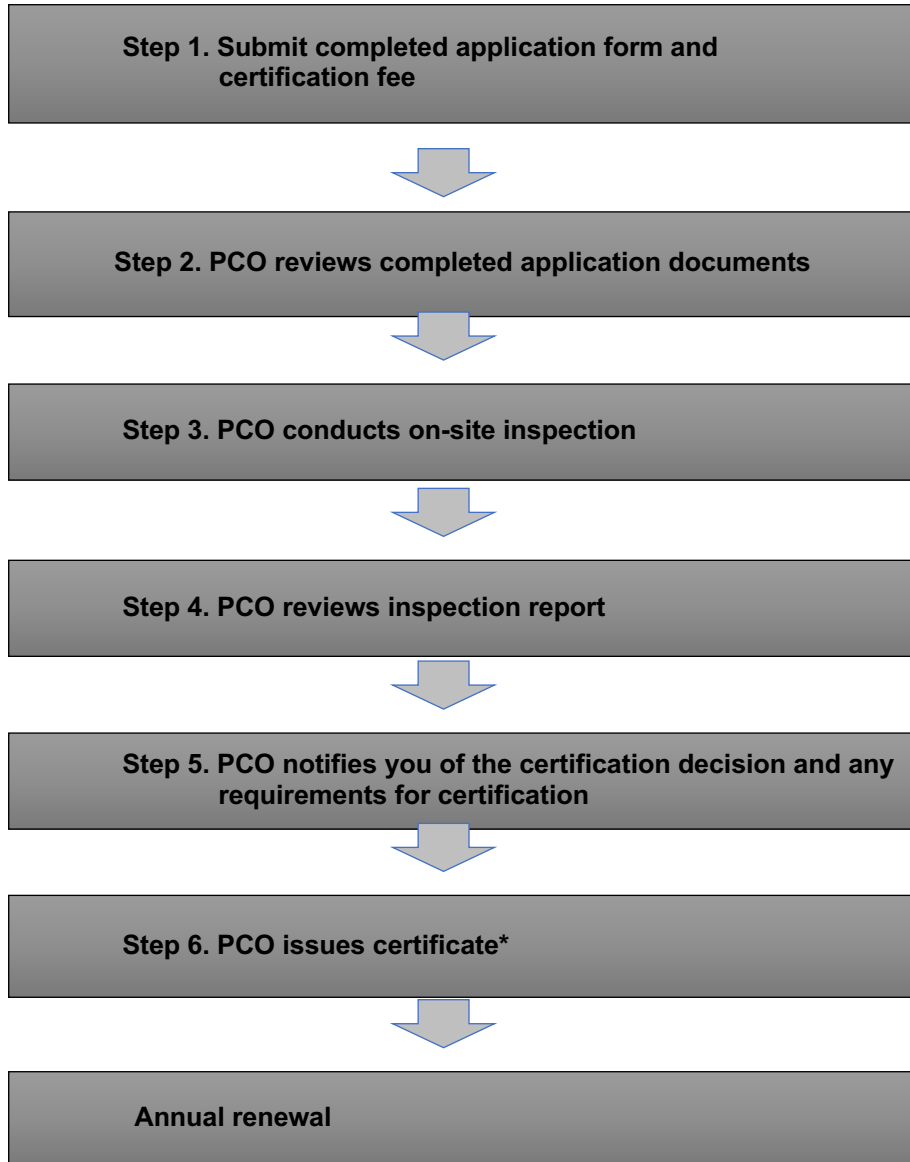 Step 1. Submit completed application form and
certification fee
Step 2. PCO reviews completed application documents
Step 3. PCO conducts on-site inspection
Step 4. PCO reviews inspection report
Step 5. PCO notifies you of the certification decision and any
requirements for certification
Step 6. PCO issues certificate*
Annual renewal